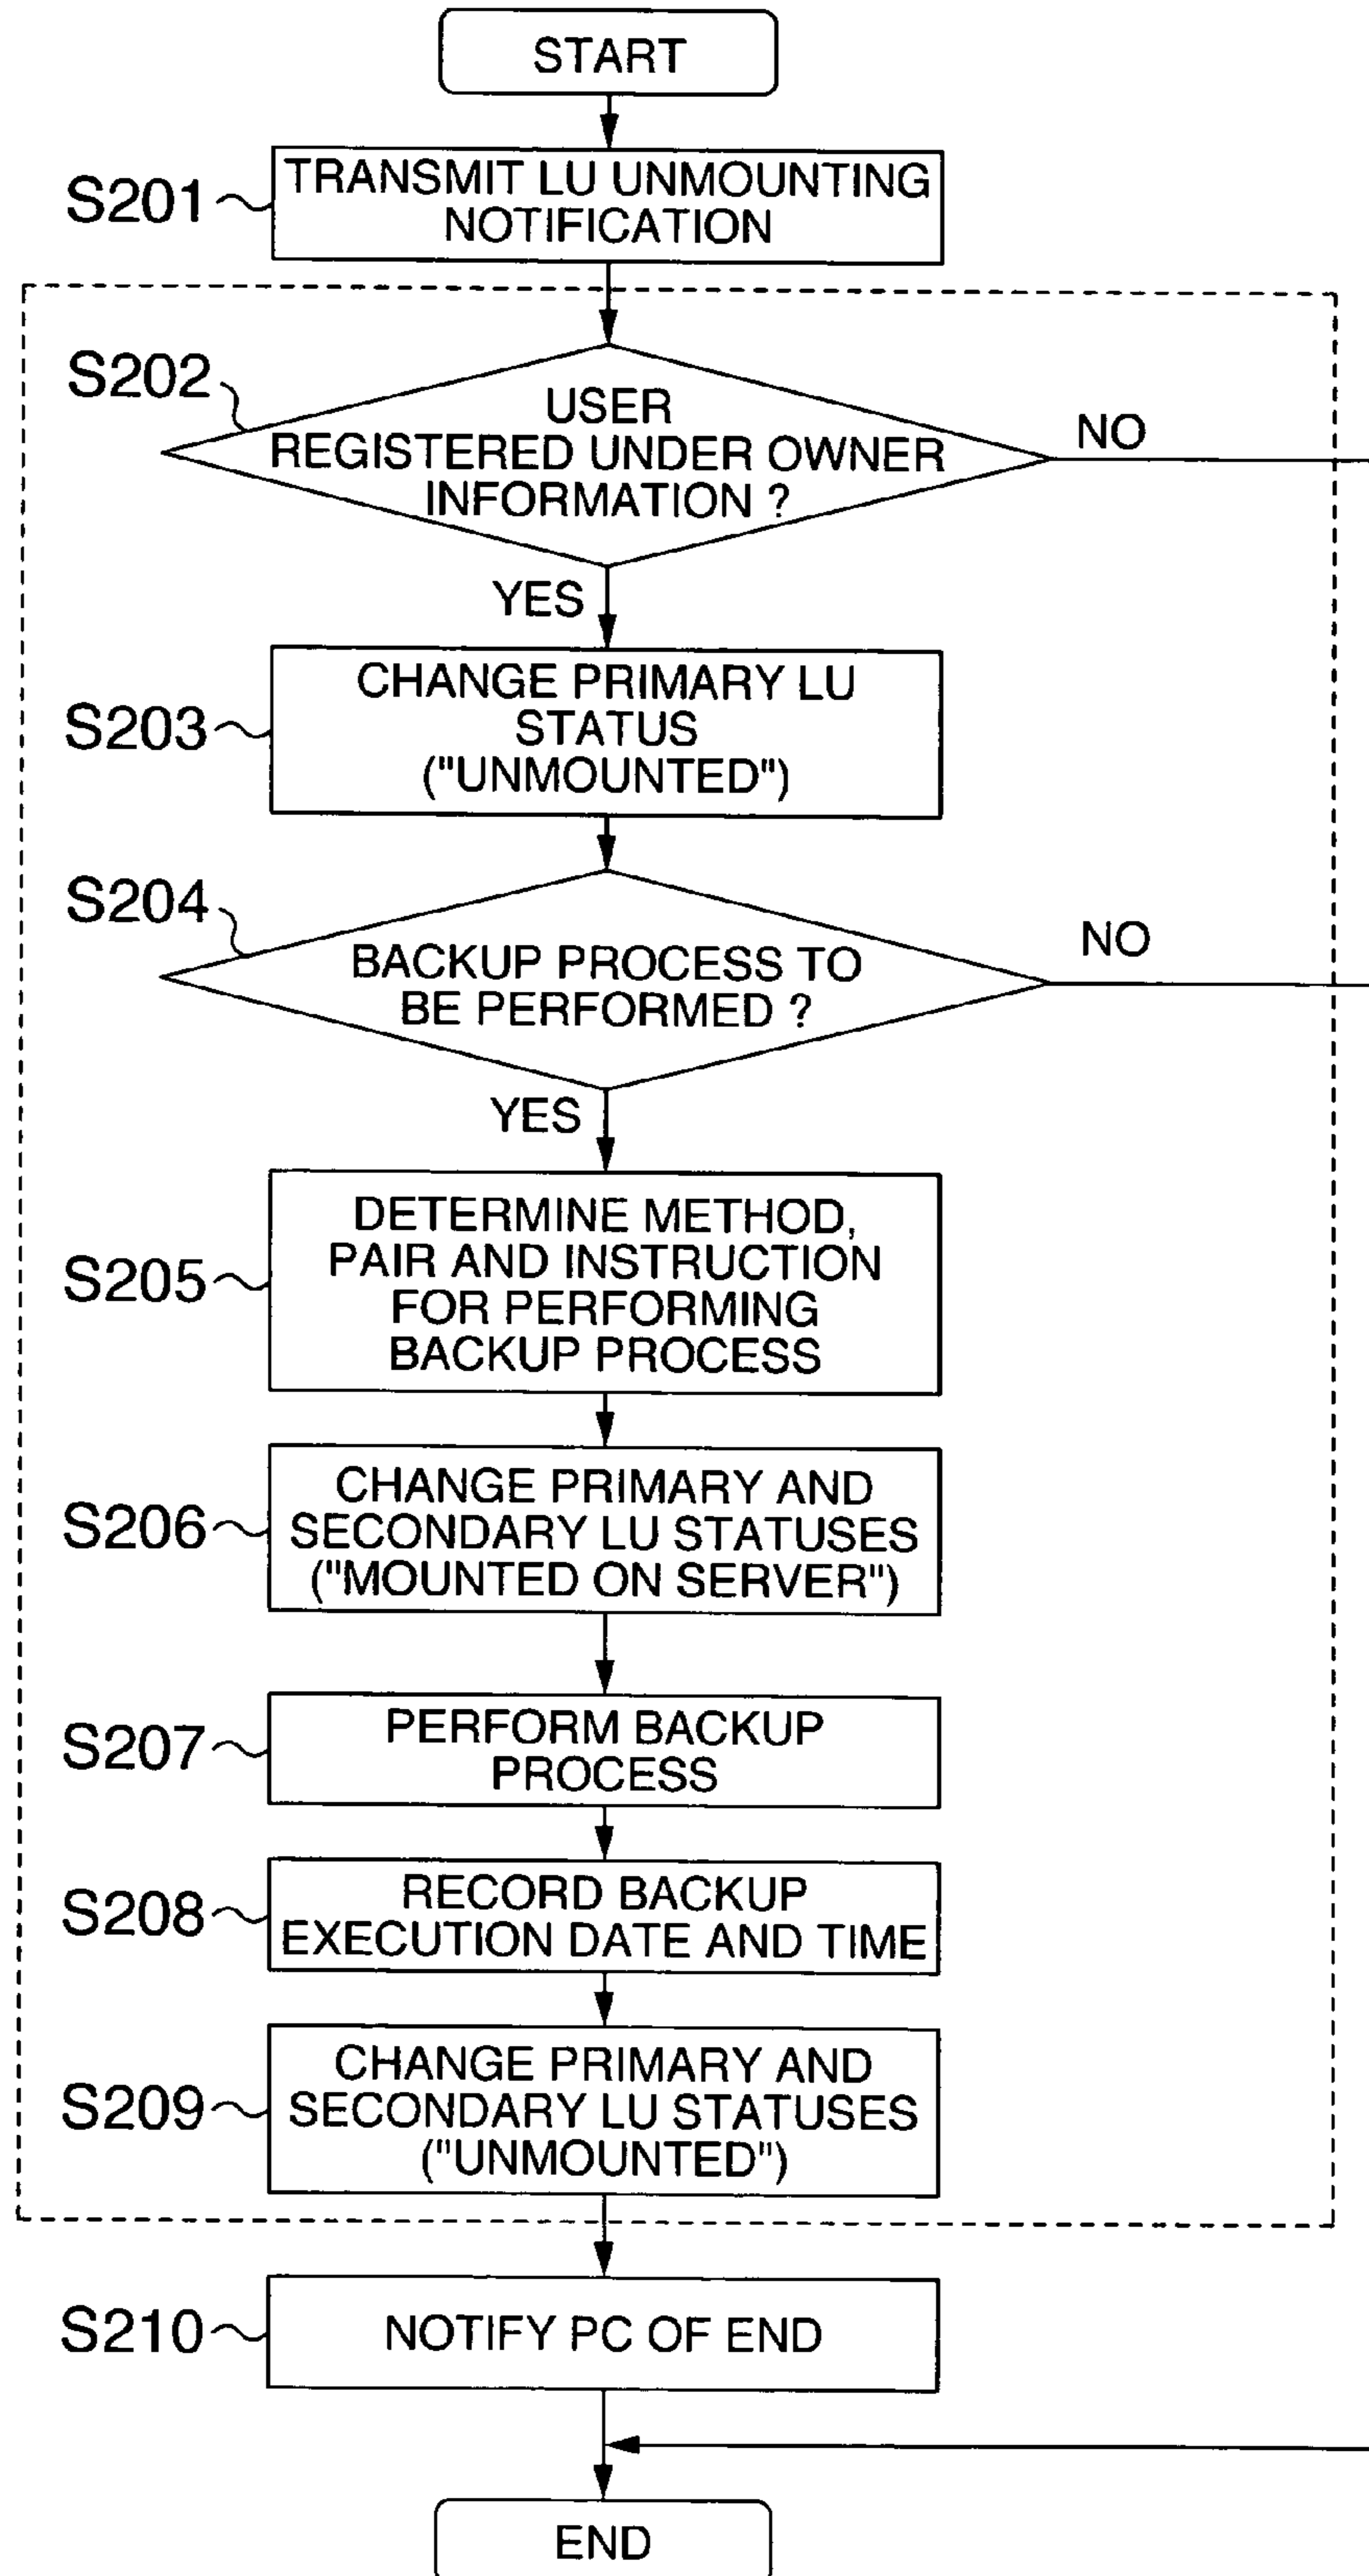 START
S201
TRANSMIT LU UNMOUNTING
NOTIFICATION
S202
USER
REGISTERED UNDER OWNER
INFORMATION ?
NO
YES
S203
CHANGE PRIMARY LU
STATUS
("UNMOUNTED")
S204
BACKUP PROCESS TO
BE PERFORMED ?
NO
YES
S205
DETERMINE METHOD,
PAIR AND INSTRUCTION
FOR PERFORMING
BACKUP PROCESS
S206
CHANGE PRIMARY AND
SECONDARY LU STATUSES
("MOUNTED ON SERVER")
S207
PERFORM BACKUP
PROCESS
S208
RECORD BACKUP
EXECUTION DATE AND TIME
S209
CHANGE PRIMARY AND
SECONDARY LU STATUSES
("UNMOUNTED")
S210
NOTIFY PC OF END
END